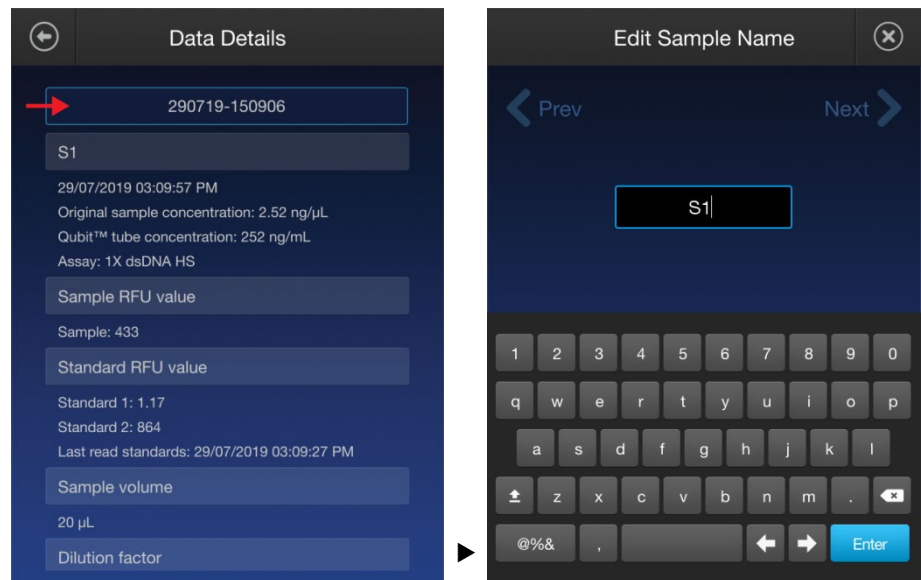 Data Details
290719-150906
S1
29/07/2019 03:09:57 PM
Original sample concentration: 2.52 ng/µL
Qubit™ tube concentration: 252 ng/mL
Assay: 1X dsDNA HS
Sample RFU value
Sample: 433
Standard RFU value
Standard 1: 1.17
Standard 2: 864
Last read standards: 29/07/2019 03:09:27 PM
Sample volume
20 µL
Dilution factor
Edit Sample Name
Prev Next
S1
1 2 3 4 5 6 7 8 9 0
q w e r t y u i o p
a s d f g h j k l
z x c v b n m .
@%& , Enter